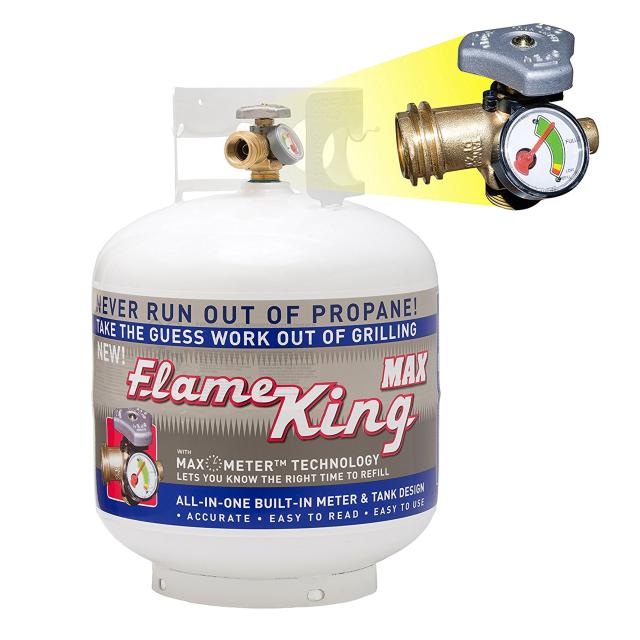 FULL
LOW
NEVER RUN OUT OF PROPANE!
TAKE THE GUESS WORK OUT OF GRILLING
NEW!
Flame King MAX
WITH
MAX METER™ TECHNOLOGY
LETS YOU KNOW THE RIGHT TIME TO REFILL
ALL-IN-ONE BUILT-IN METER & TANK DESIGN
• ACCURATE • EASY TO READ • EASY TO USE